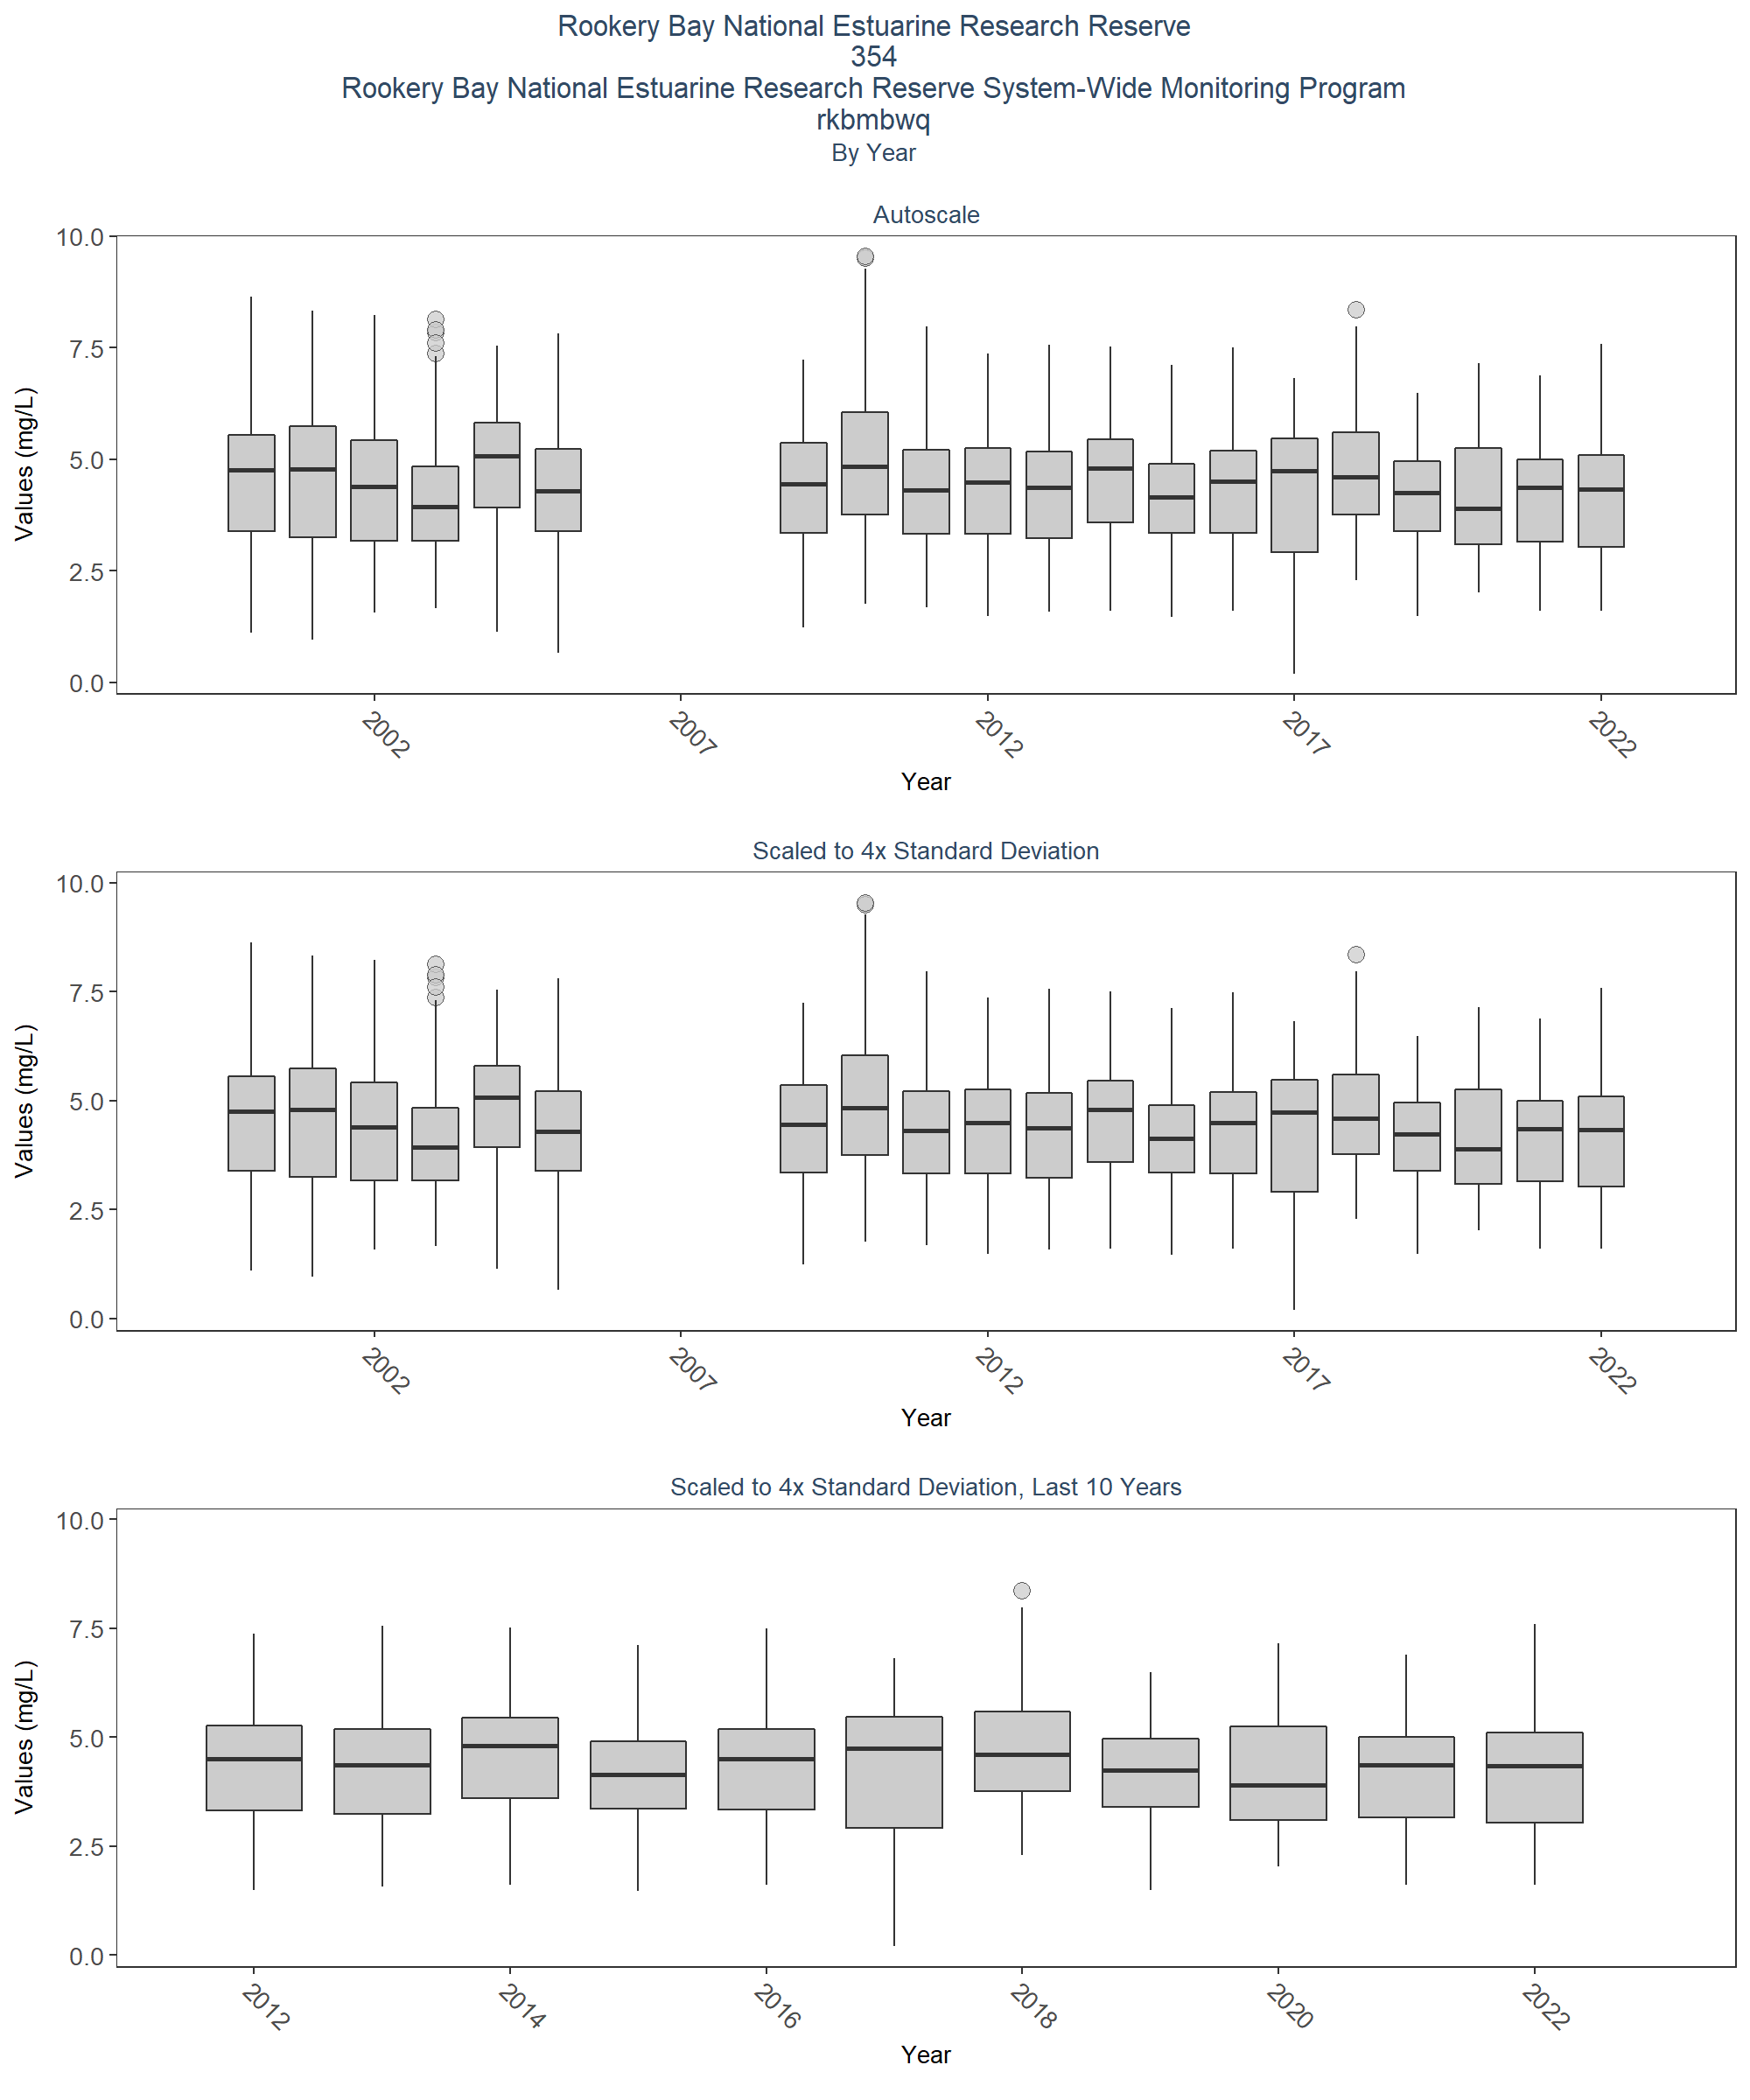 Rookery Bay National Estuarine Research Reserve
354
Rookery Bay National Estuarine Research Reserve System-Wide Monitoring Program
rkbmbwq
By Year
Autoscale
Values (mg/L)
10.0
7.5
5.0
2.5
0.0
2002 2007 2012 2017 2022
Year
Scaled to 4x Standard Deviation
Values (mg/L)
10.0
7.5
5.0
2.5
0.0
2002 2007 2012 2017 2022
Year
Scaled to 4x Standard Deviation, Last 10 Years
Values (mg/L)
10.0
7.5
5.0
2.5
0.0
2012 2014 2016 2018 2020 2022
Year